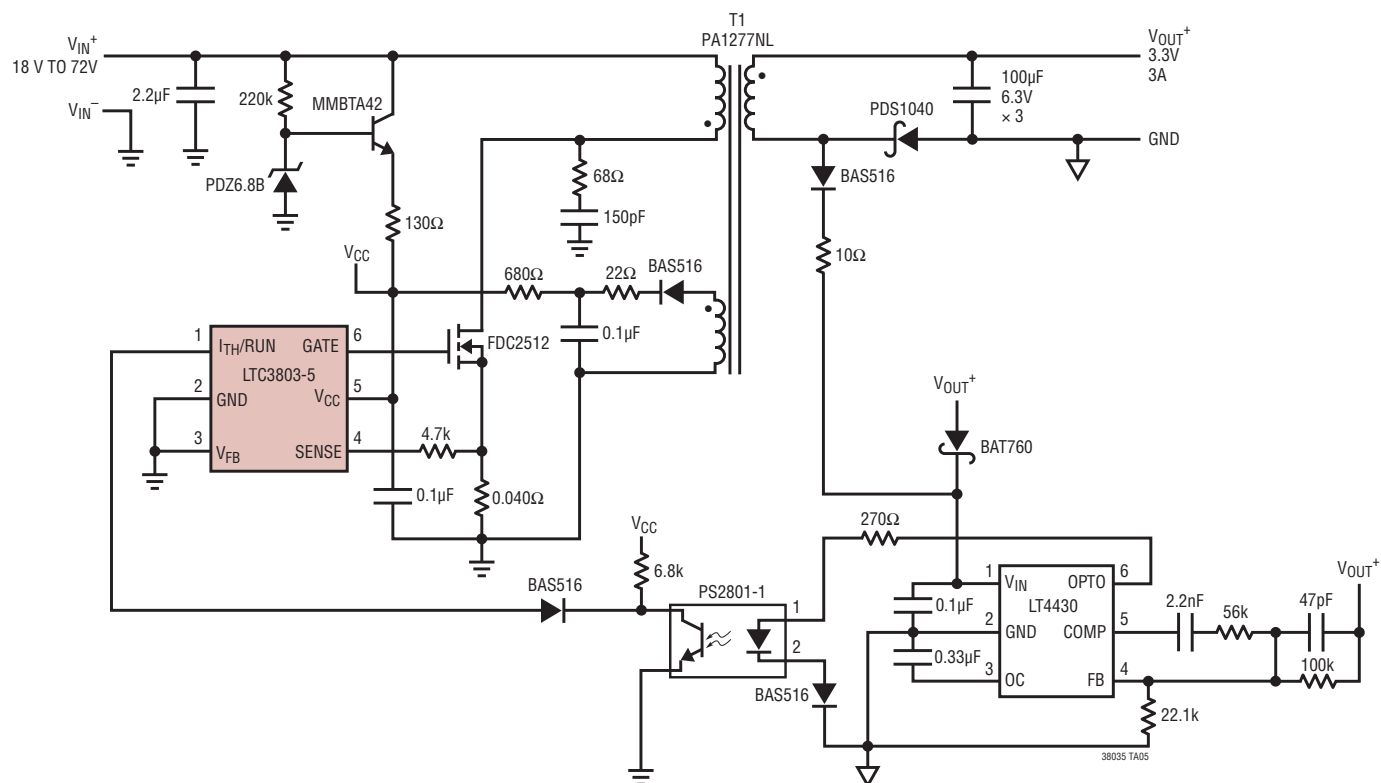 T1
PA1277NL
VIN+
18 V TO 72V
VIN−
2.2µF
220k
MMBTA42
PDZ6.8B
130Ω
VOUT+
3.3V
3A
100µF
6.3V
× 3
PDS1040
GND
BAS516
68Ω
150pF
10Ω
VCC
680Ω
22Ω
BAS516
0.1µF
FDC2512
1
ITH/RUN
GATE
6
LTC3803-5
2
GND
VCC
5
3
VFB
SENSE
4
4.7k
0.1µF
0.040Ω
VOUT+
BAT760
270Ω
VCC
6.8k
BAS516
PS2801-1
1
2
BAS516
0.1µF
0.33µF
1
VIN
OPTO
6
LT4430
2
GND
COMP
5
3
OC
FB
4
2.2nF
56k
47pF
VOUT+
100k
22.1k
38035 TA05